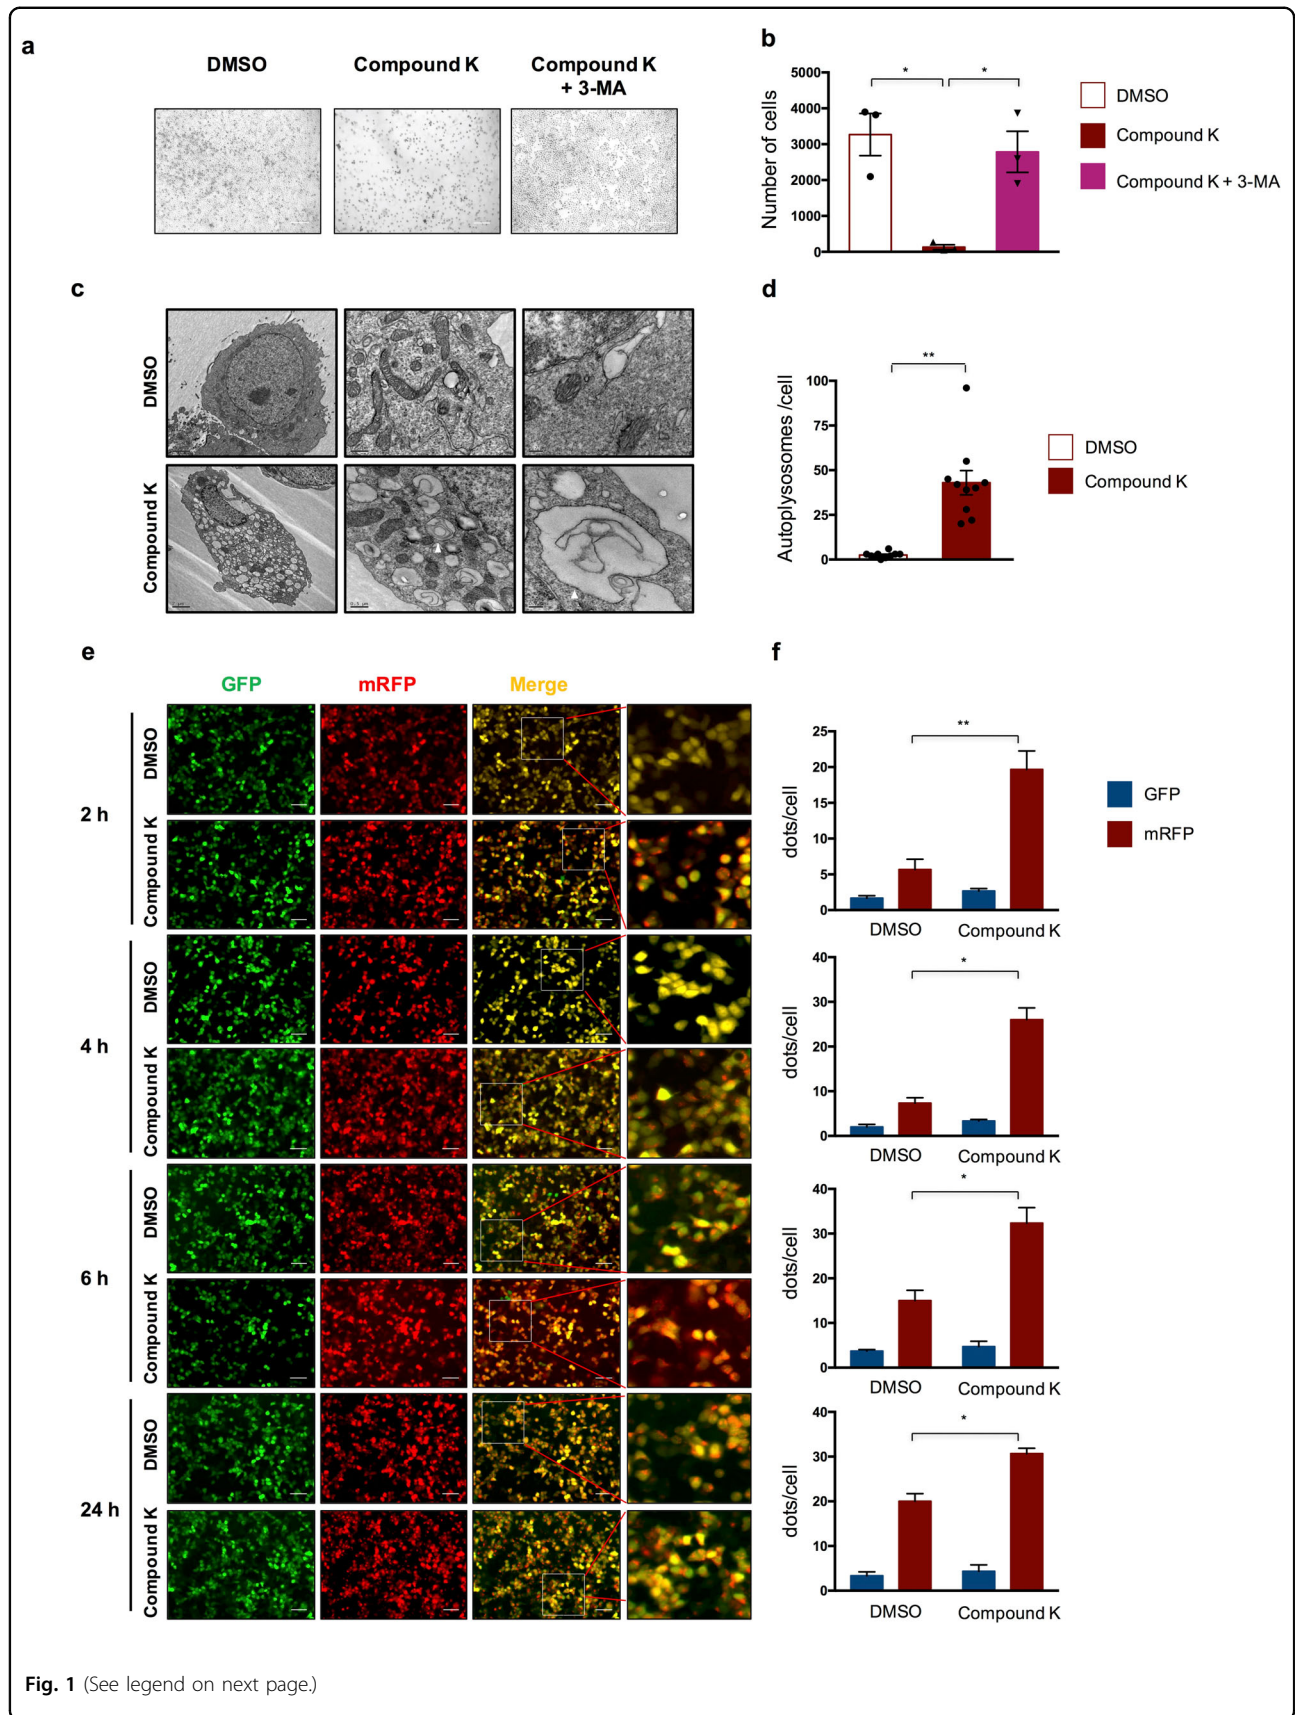 a
DMSO
Compound K
Compound K
+ 3-MA
b
5000
4000
3000
2000
1000
0
Number of cells
*
*
DMSO
Compound K
Compound K + 3-MA
c
DMSO
Compound K
0.5 µm
d
**
100
75
50
25
0
Autoplysosomes /cell
DMSO
Compound K
e
GFP
mRFP
Merge
2 h
DMSO
Compound K
4 h
DMSO
Compound K
6 h
DMSO
Compound K
24 h
DMSO
Compound K
f
**
25
20
15
10
5
0
dots/cell
DMSO
Compound K
GFP
mRFP
*
40
30
20
10
0
dots/cell
DMSO
Compound K
*
40
30
20
10
0
dots/cell
DMSO
Compound K
*
40
30
20
10
0
dots/cell
DMSO
Compound K
Fig. 1 (See legend on next page.)